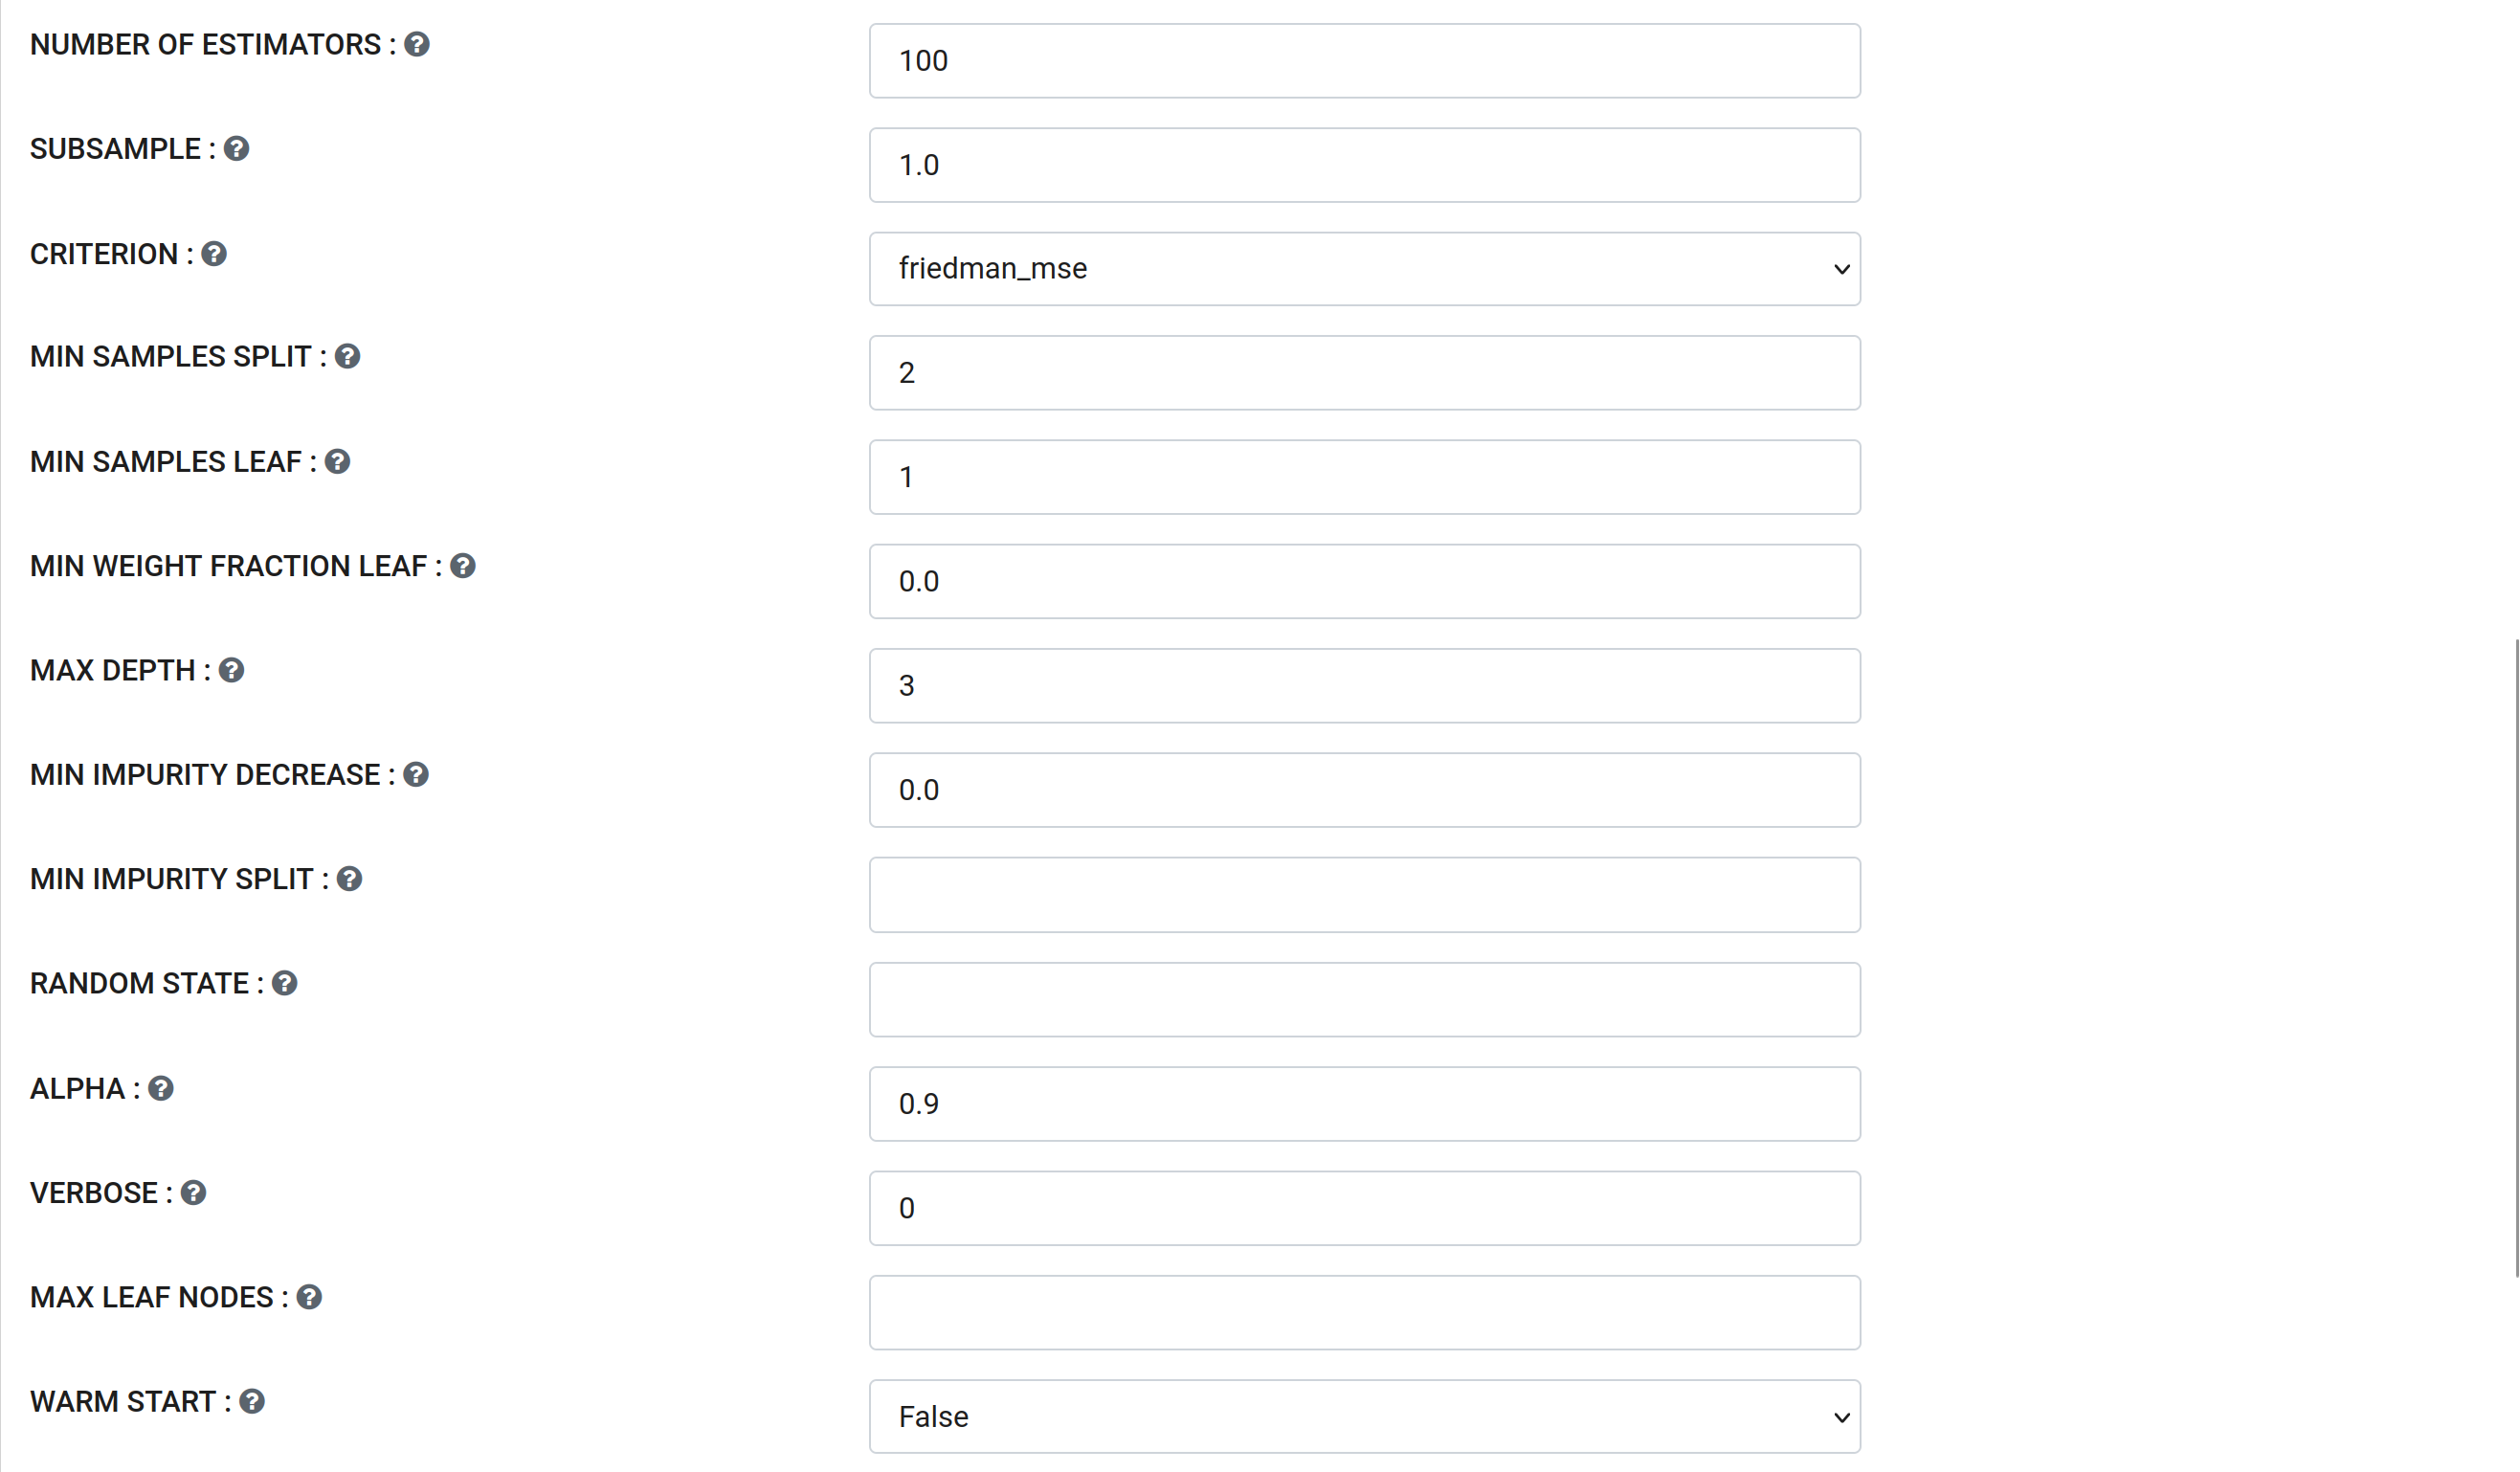 NUMBER OF ESTIMATORS : ?
100
SUBSAMPLE : ?
1.0
CRITERION : ?
friedman_mse
MIN SAMPLES SPLIT : ?
2
MIN SAMPLES LEAF : ?
1
MIN WEIGHT FRACTION LEAF : ?
0.0
MAX DEPTH : ?
3
MIN IMPURITY DECREASE : ?
0.0
MIN IMPURITY SPLIT : ?
RANDOM STATE : ?
ALPHA : ?
0.9
VERBOSE : ?
0
MAX LEAF NODES : ?
WARM START : ?
False